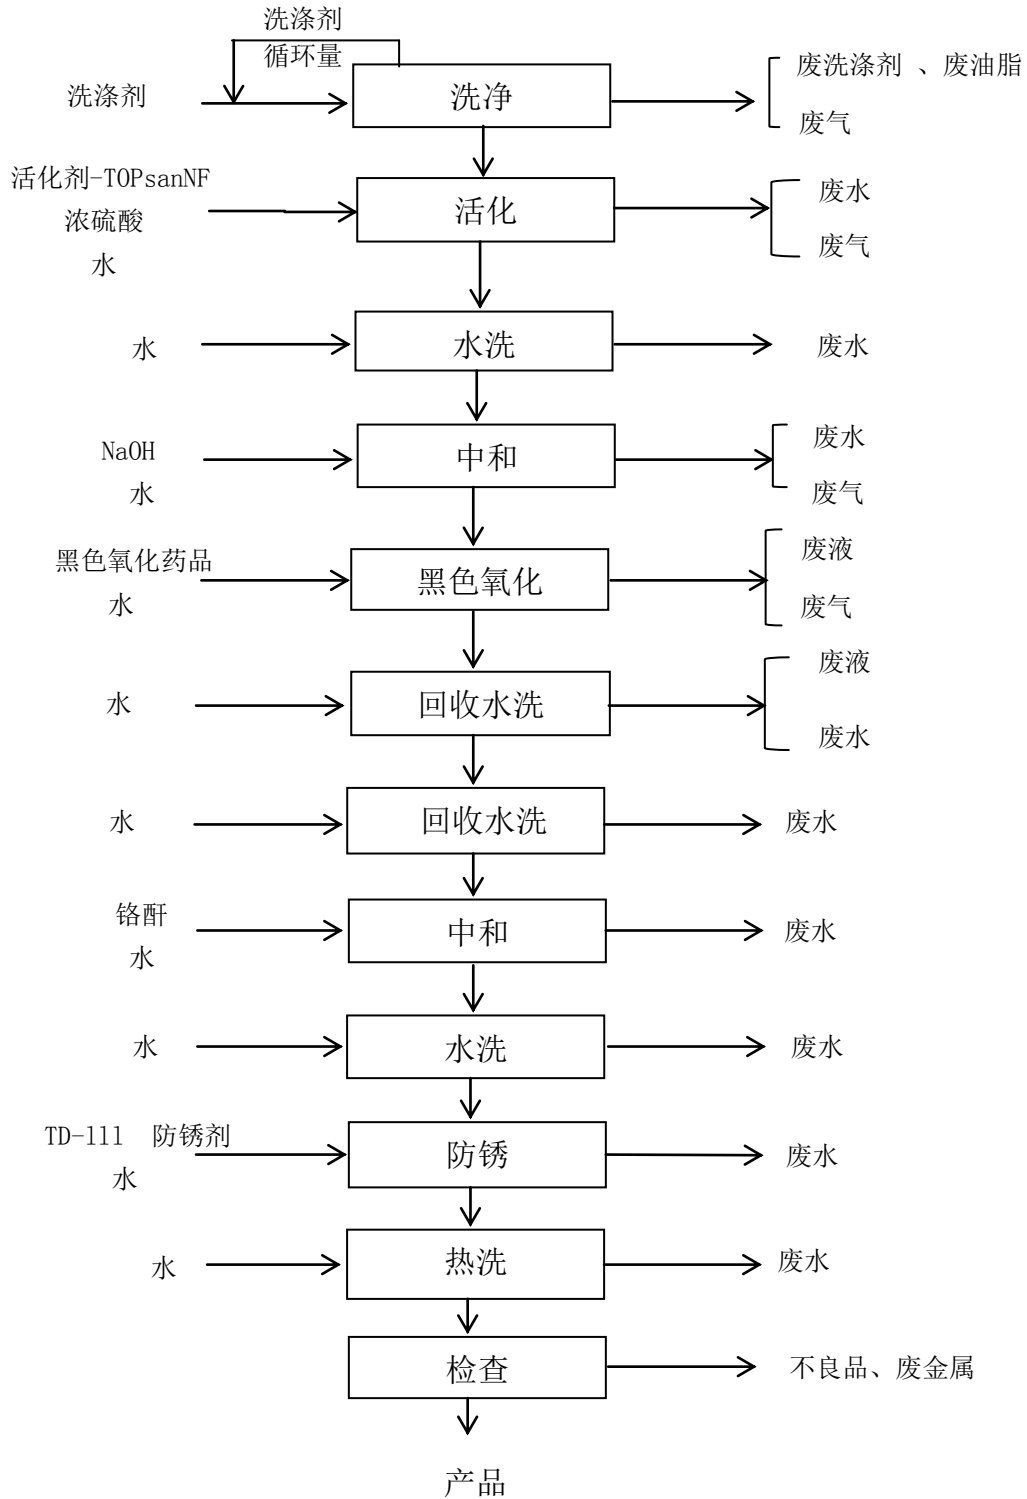 洗涤剂
循环量
洗涤剂
洗净
废洗涤剂 、废油脂
废气
活化剂-TOPsanNF
浓硫酸
水
活化
废水
废气
水
水洗
废水
NaOH
水
中和
废水
废气
黑色氧化药品
水
黑色氧化
废液
废气
水
回收水洗
废液
废水
水
回收水洗
废水
铬酐
水
中和
废水
水
水洗
废水
TD-111 防锈剂
水
防锈
废水
水
热洗
废水
检查
不良品、废金属
产品